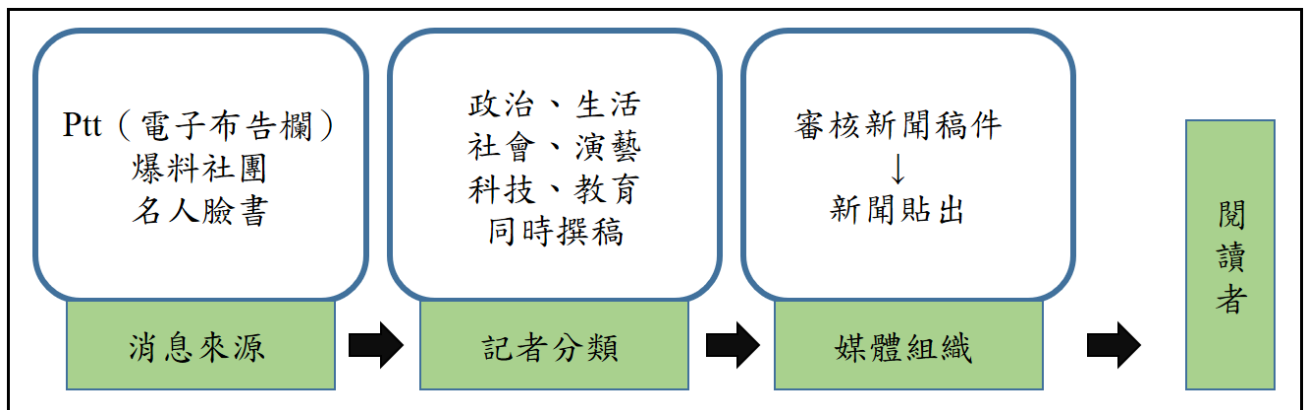 Ptt（電子布告欄）
爆料社團
名人臉書
消息來源
政治、生活
社會、演藝
科技、教育
同時撰稿
記者分類
審核新聞稿件
↓
新聞貼出
媒體組織
閱讀者